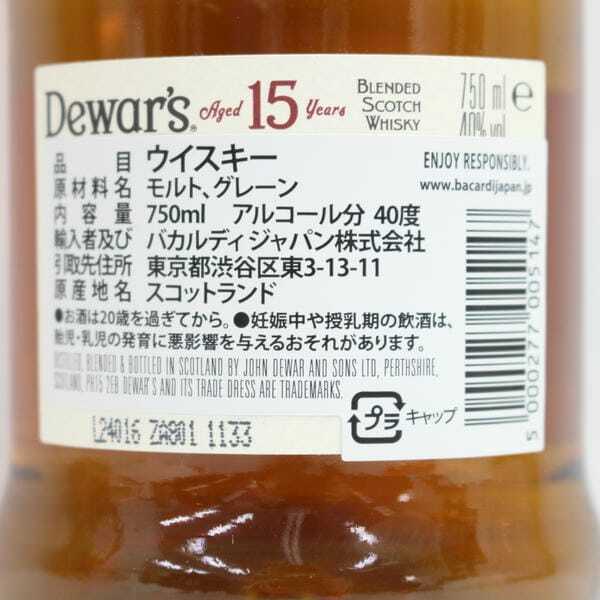 Dewar's® Aged 15 Years BLENDED SCOTCH WHISKY 750 ml e
40% vol
品目 ウイスキー
原材料名 モルト、グレーン
内容量 750ml アルコール分 40度
輸入者及び バカルディジャパン株式会社
引取先住所 東京都渋谷区東3-13-11
原産地名 スコットランド
ENJOY RESPONSIBLY.
www.bacardijapan.jp
●お酒は20歳を過ぎてから。●妊娠中や授乳期の飲酒は、
胎児・乳児の発育に悪影響を与えるおそれがあります。
DISTILLED, BLENDED & BOTTLED IN SCOTLAND BY JOHN DEWAR AND SONS LTD, PERTHSHIRE,
SCOTLAND, PH15 2EB DEWAR'S AND ITS TRADE DRESS ARE TRADEMARKS.
L24016 ZA801 1133
プラ キャップ
5 000277 005147